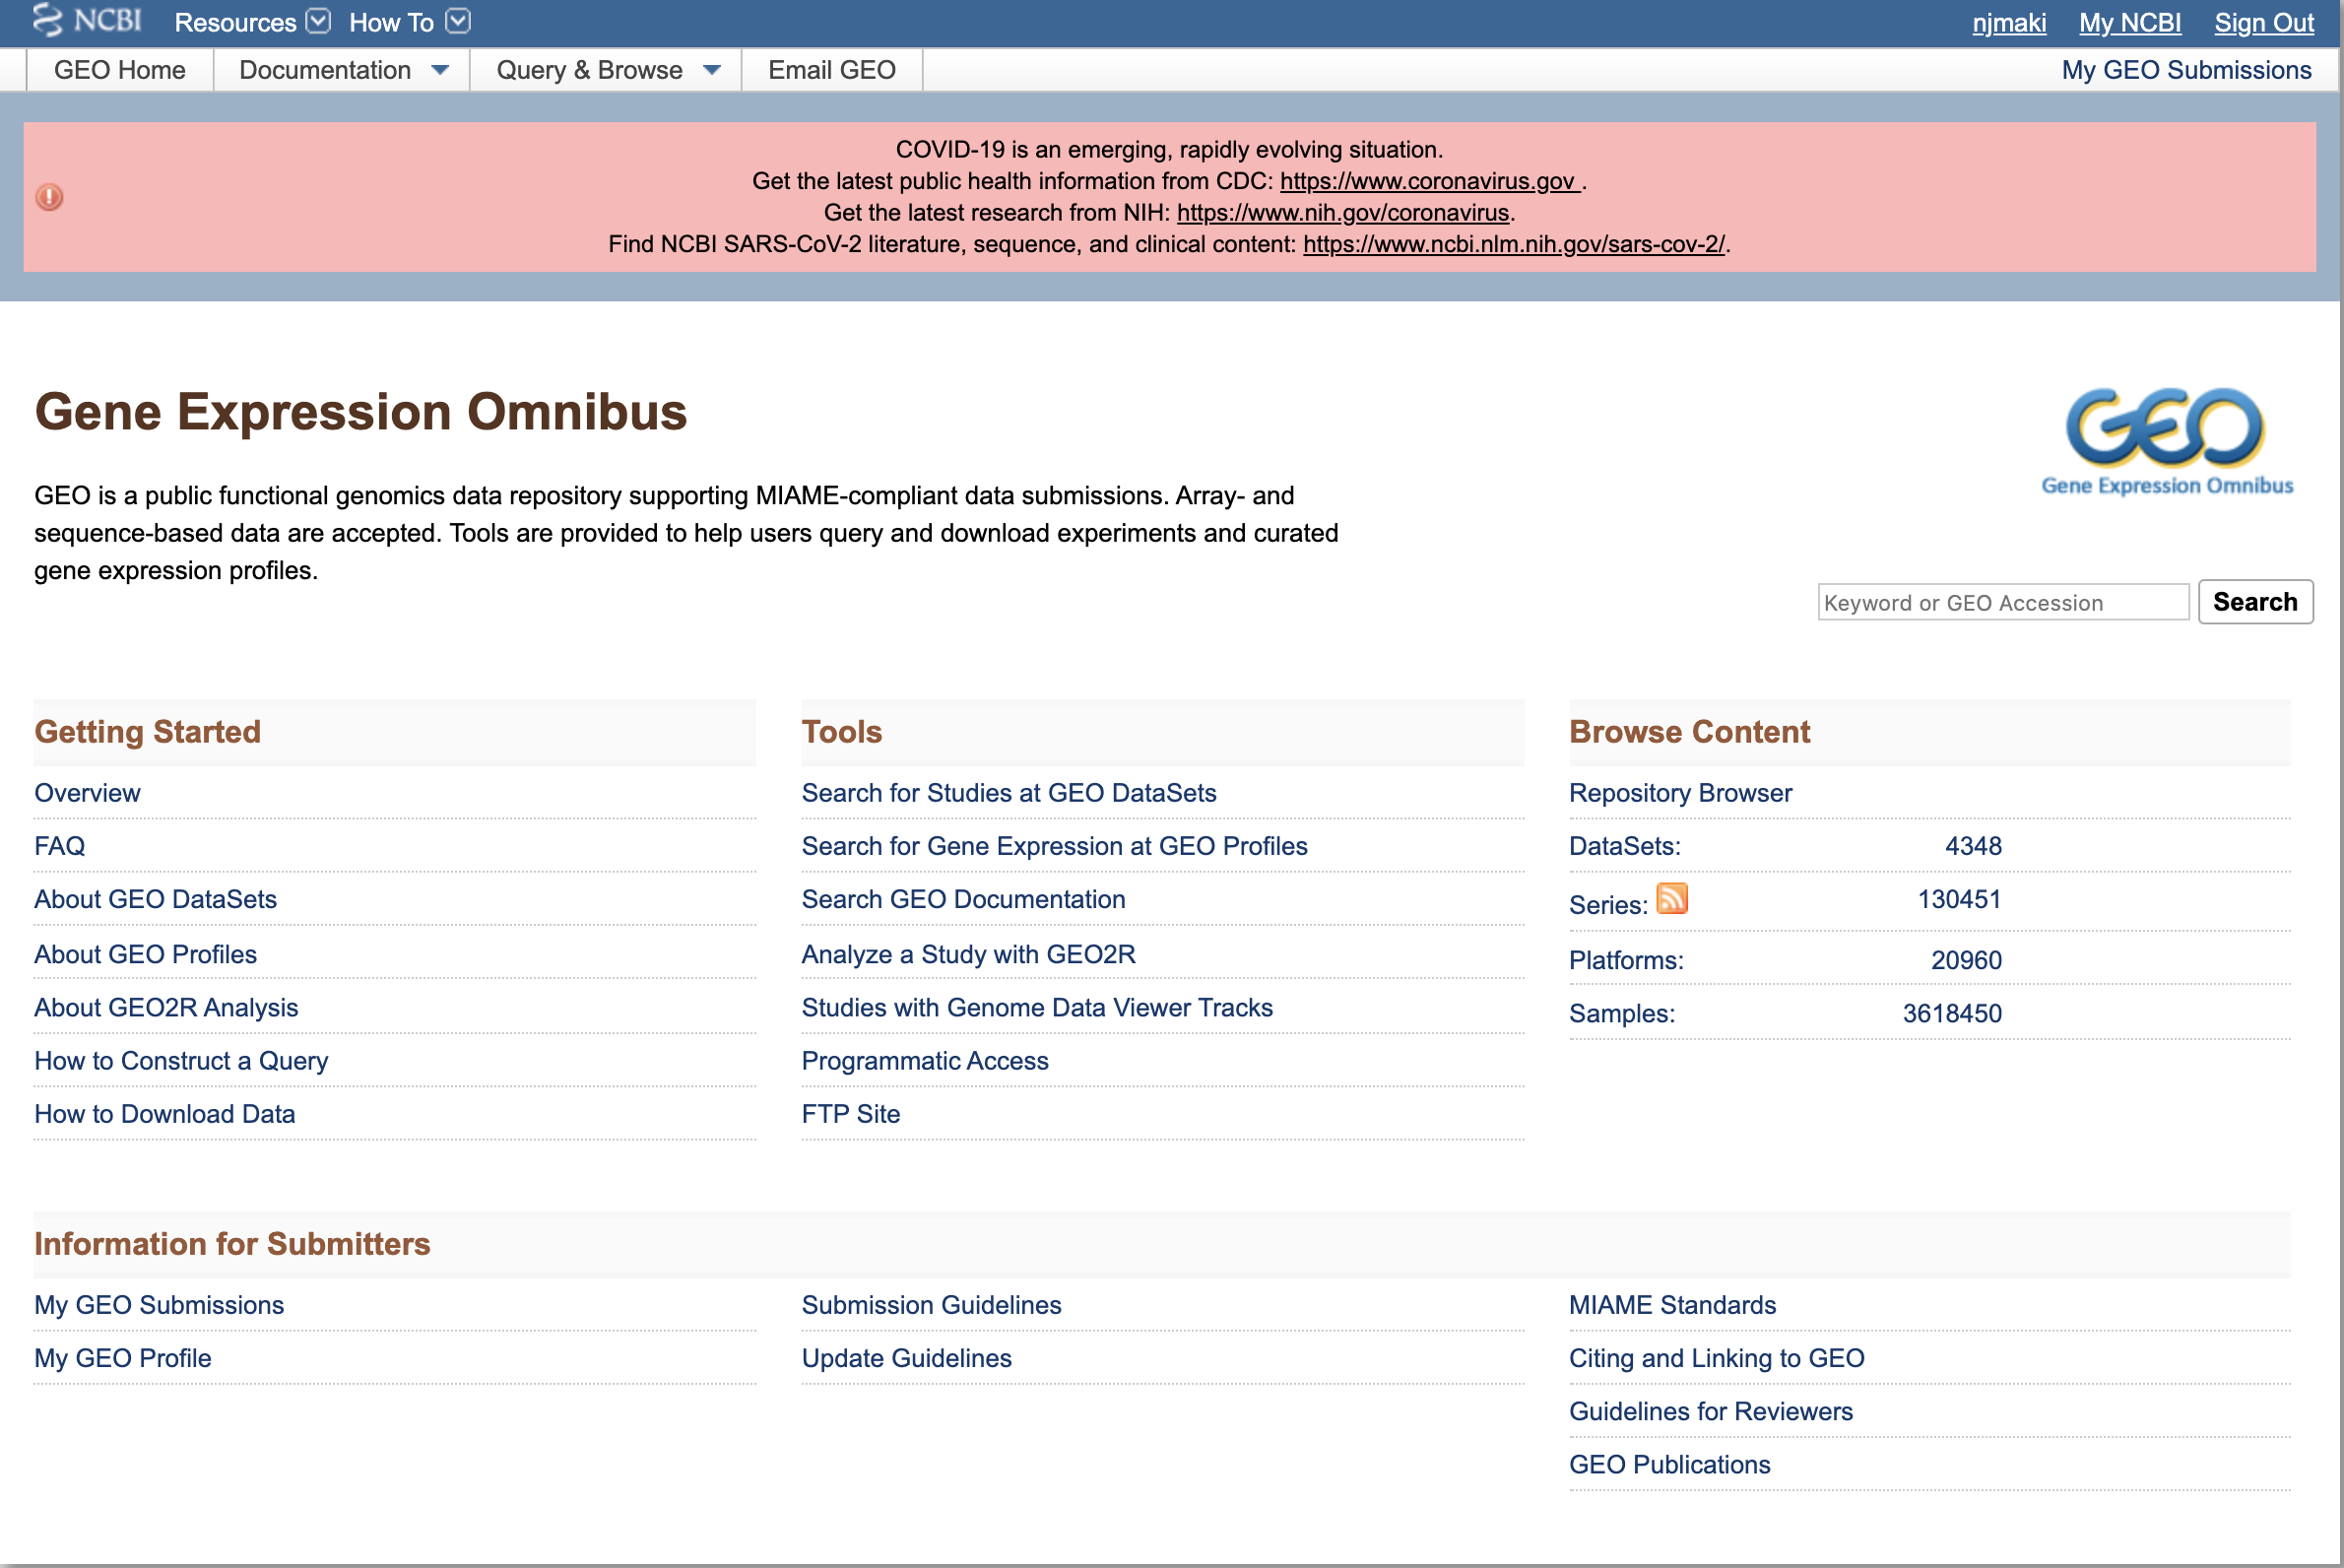 NCBI Resources How To njmaki My NCBI Sign Out
GEO Home Documentation Query & Browse Email GEO My GEO Submissions
COVID-19 is an emerging, rapidly evolving situation.
Get the latest public health information from CDC: https://www.coronavirus.gov .
Get the latest research from NIH: https://www.nih.gov/coronavirus.
Find NCBI SARS-CoV-2 literature, sequence, and clinical content: https://www.ncbi.nlm.nih.gov/sars-cov-2/.
Gene Expression Omnibus
GEO is a public functional genomics data repository supporting MIAME-compliant data submissions. Array- and
sequence-based data are accepted. Tools are provided to help users query and download experiments and curated
gene expression profiles.
GEO
Gene Expression Omnibus
Keyword or GEO Accession Search
Getting Started
Overview
FAQ
About GEO DataSets
About GEO Profiles
About GEO2R Analysis
How to Construct a Query
How to Download Data
Tools
Search for Studies at GEO DataSets
Search for Gene Expression at GEO Profiles
Search GEO Documentation
Analyze a Study with GEO2R
Studies with Genome Data Viewer Tracks
Programmatic Access
FTP Site
Browse Content
Repository Browser
DataSets: 4348
Series: 130451
Platforms: 20960
Samples: 3618450
Information for Submitters
My GEO Submissions
My GEO Profile
Submission Guidelines
Update Guidelines
MIAME Standards
Citing and Linking to GEO
Guidelines for Reviewers
GEO Publications